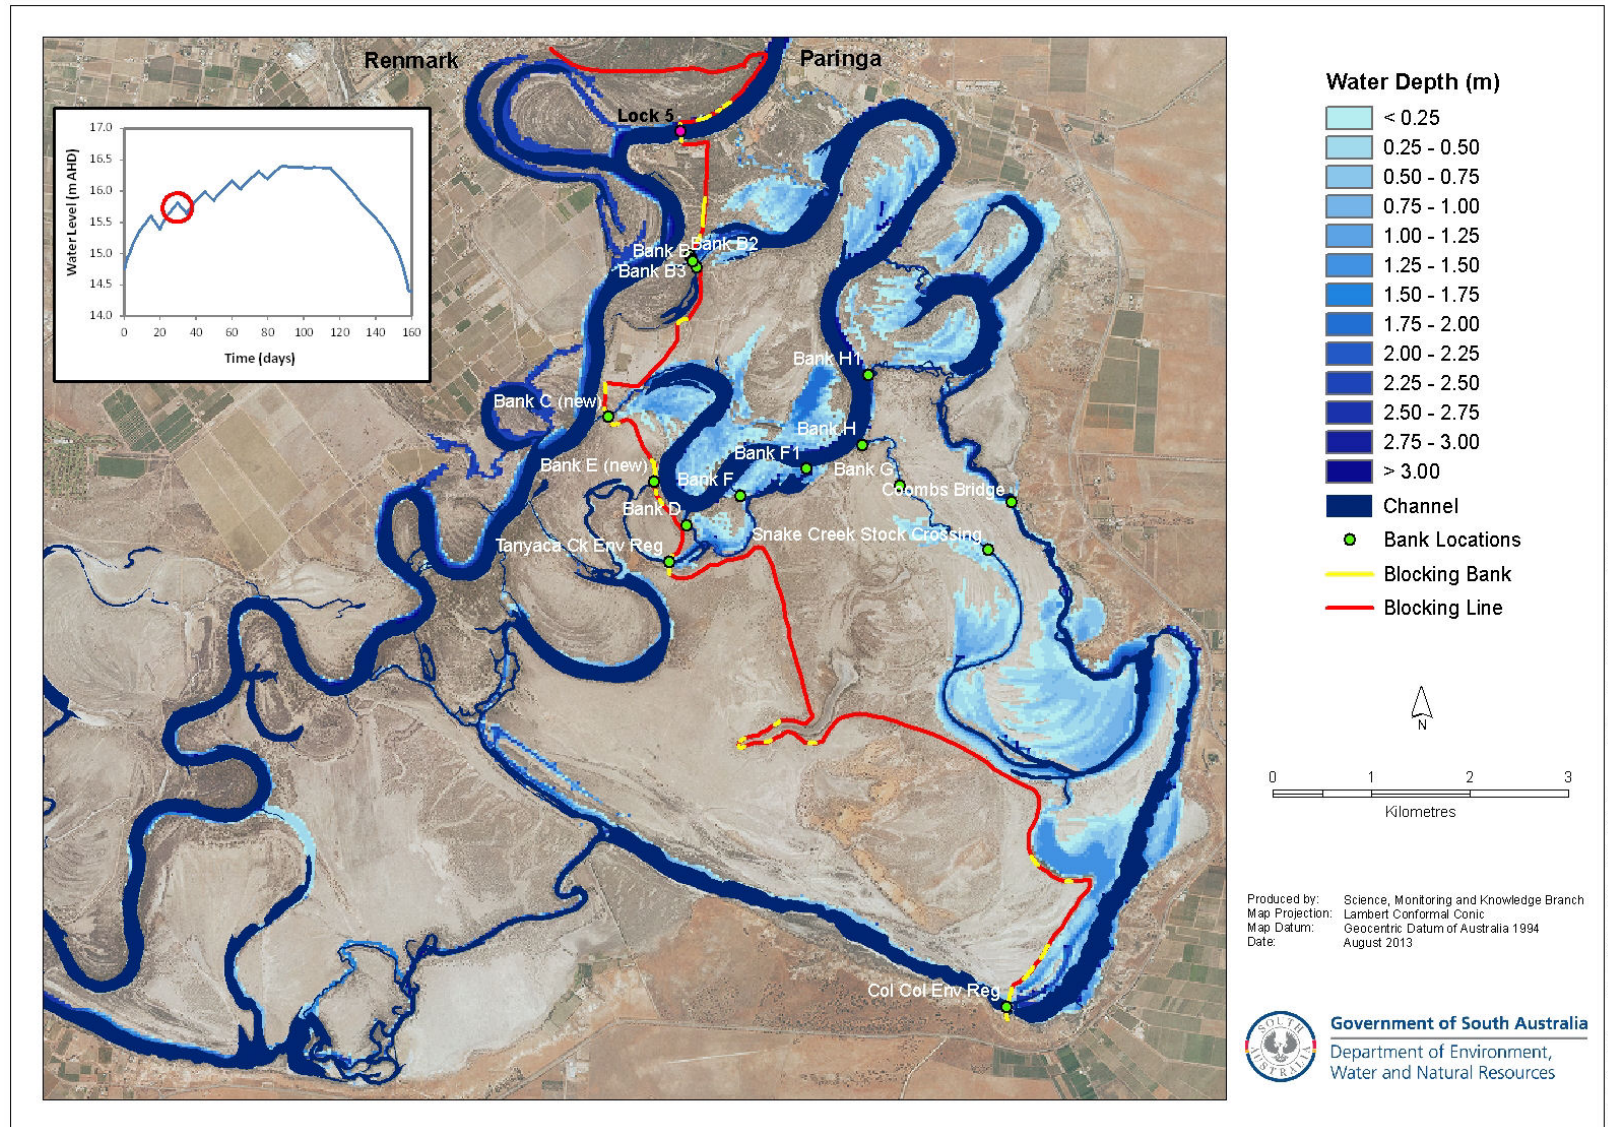 Renmark
Paringa
Lock 5
17.0
16.5
16.0
15.5
15.0
14.5
14.0
Water Level (m AHD)
0 20 40 60 80 100 120 140 160
Time (days)
Bank B
Bank B2
Bank B3
Bank H1
Bank C (new)
Bank H
Bank F1
Bank E (new)
Bank G
Bank F
Coombs Bridge
Bank D
Snake Creek Stock Crossing
Tanyaca Ck Env Reg
Col Col Env Reg
Water Depth (m)
< 0.25
0.25 - 0.50
0.50 - 0.75
0.75 - 1.00
1.00 - 1.25
1.25 - 1.50
1.50 - 1.75
1.75 - 2.00
2.00 - 2.25
2.25 - 2.50
2.50 - 2.75
2.75 - 3.00
> 3.00
Channel
Bank Locations
Blocking Bank
Blocking Line
N
0 1 2 3
Kilometres
Produced by: Science, Monitoring and Knowledge Branch
Map Projection: Lambert Conformal Conic
Map Datum: Geocentric Datum of Australia 1994
Date: August 2013
SOUTH AUSTRALIA
Government of South Australia
Department of Environment,
Water and Natural Resources